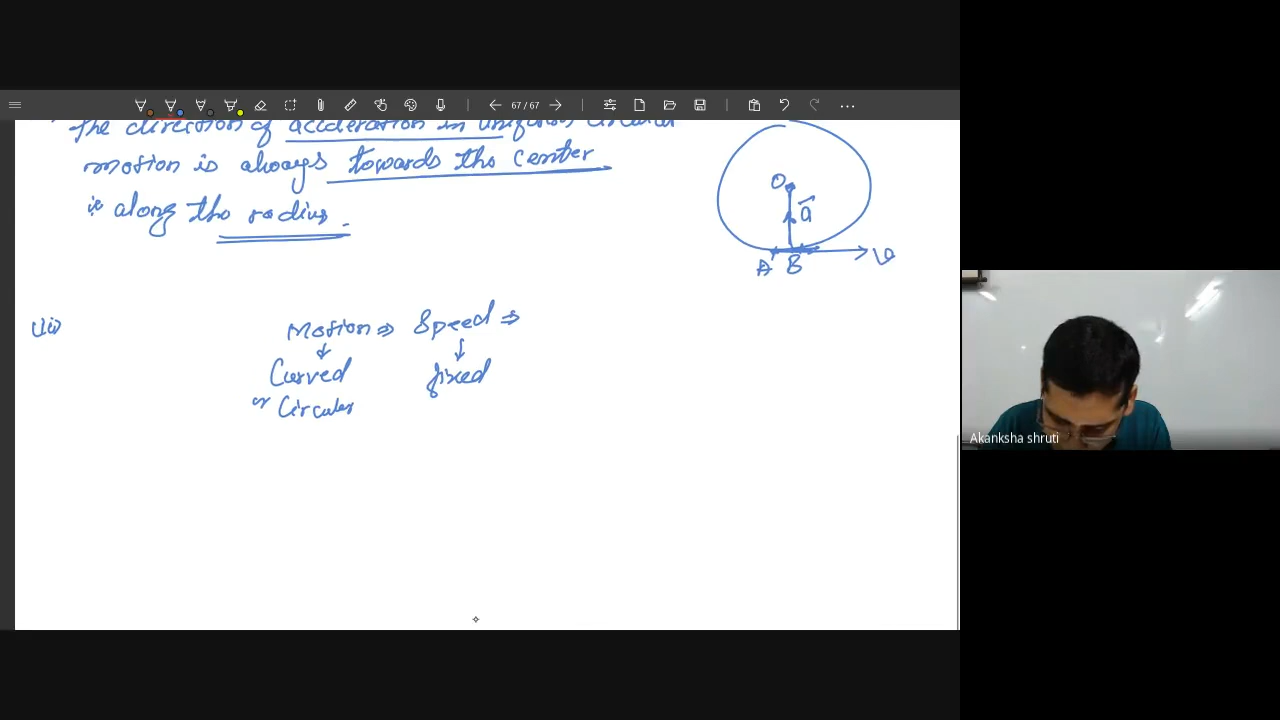 67/67
the direction of acceleration in uniform circular
motion is always towards the center
ie along the radius.
O
a
A B
v
(iii)
Motion ⇒ Speed ⇒
↓ ↓
Curved fixed
or Circular
Akanksha shruti